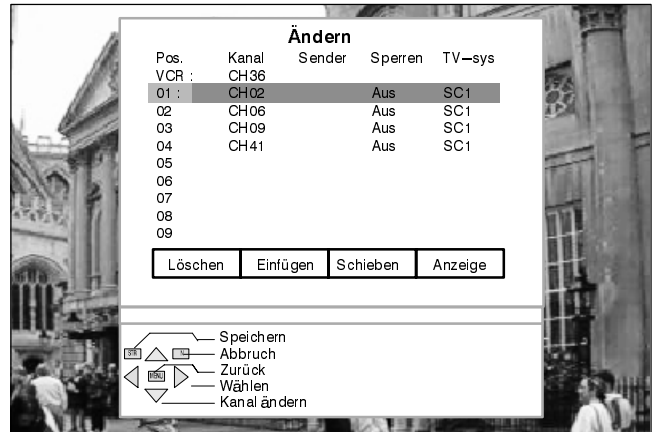 Ändern
Pos. Kanal Sender Sperren TV-sys
VCR : CH36
01 : CH02 Aus SC1
02 CH06 Aus SC1
03 CH09 Aus SC1
04 CH41 Aus SC1
05
06
07
08
09
Löschen Einfügen Schieben Anzeige
Speichern
STR N Abbruch
Zurück
MENU
Wählen
Kanal ändern